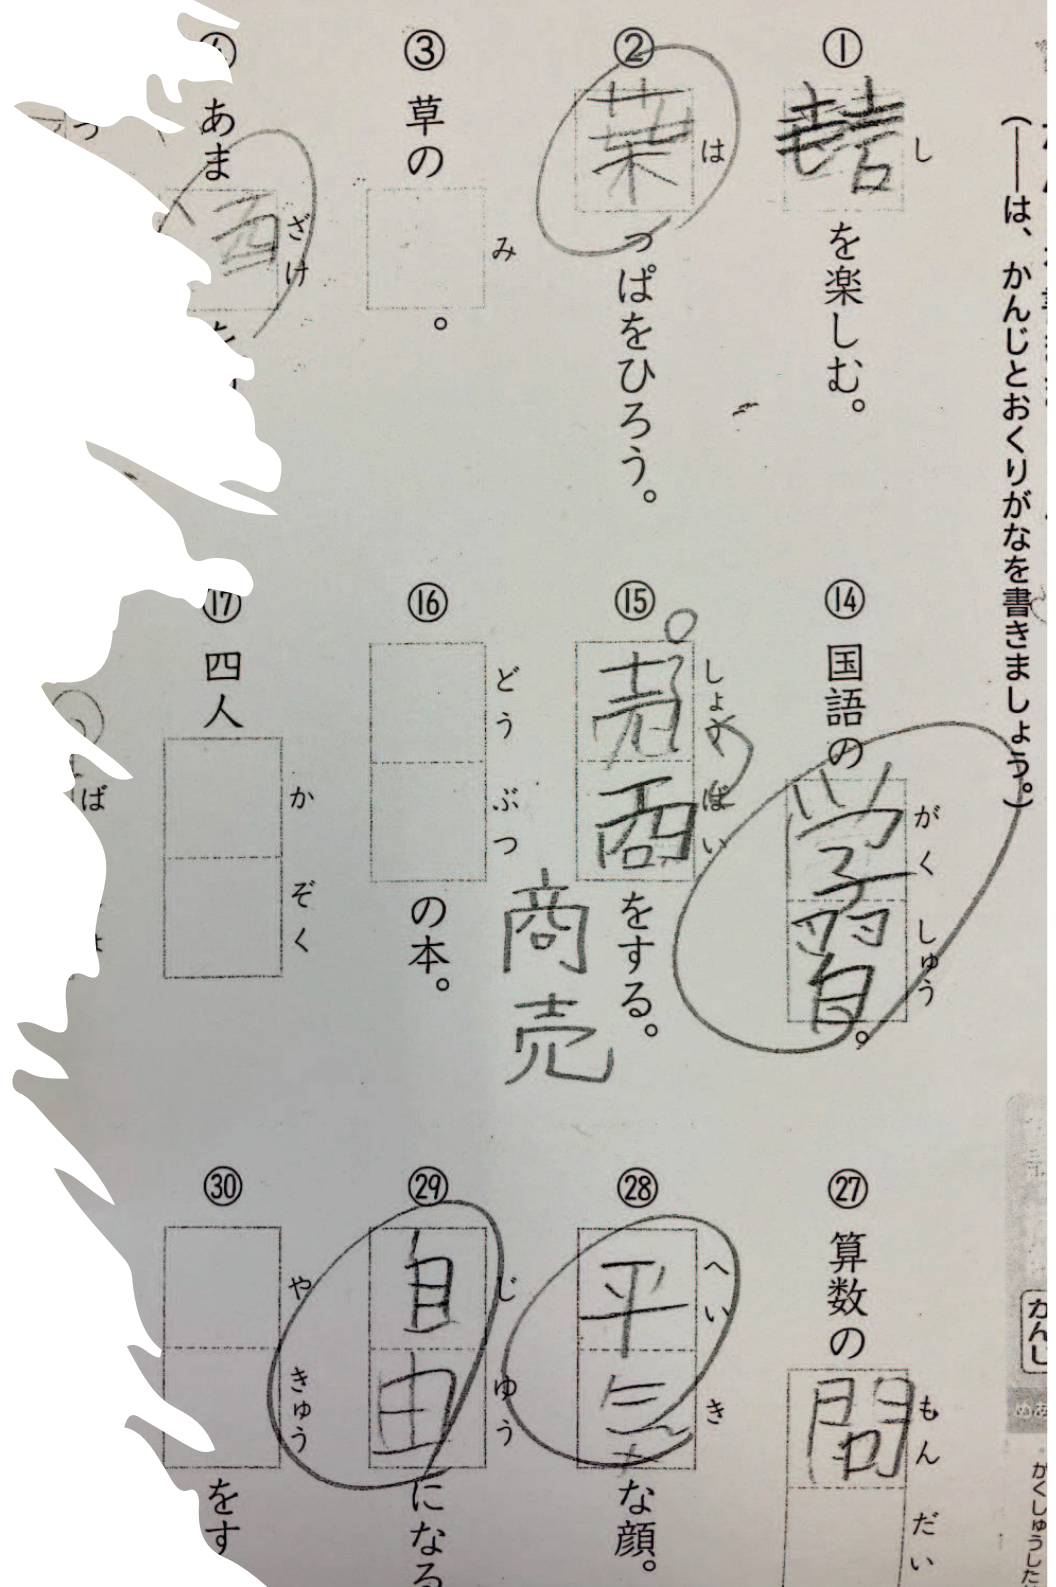 (──は、かんじとおくりがなを書きましょう。)
① し を楽しむ。
② 葉 は っぱをひろう。
③ 草の み 。
あま 酒 ざけ
⑭ 国語の 学習 がくしゅう 。
⑮ 売商 しょうばい をする。
商売
⑯ どうぶつ の本。
⑰ 四人 かぞく
㉗ 算数の 問 もんだい
㉘ 平気 へいき な顔。
㉙ 自由 じゆう になる
㉚ やきゅう をす
かんじ